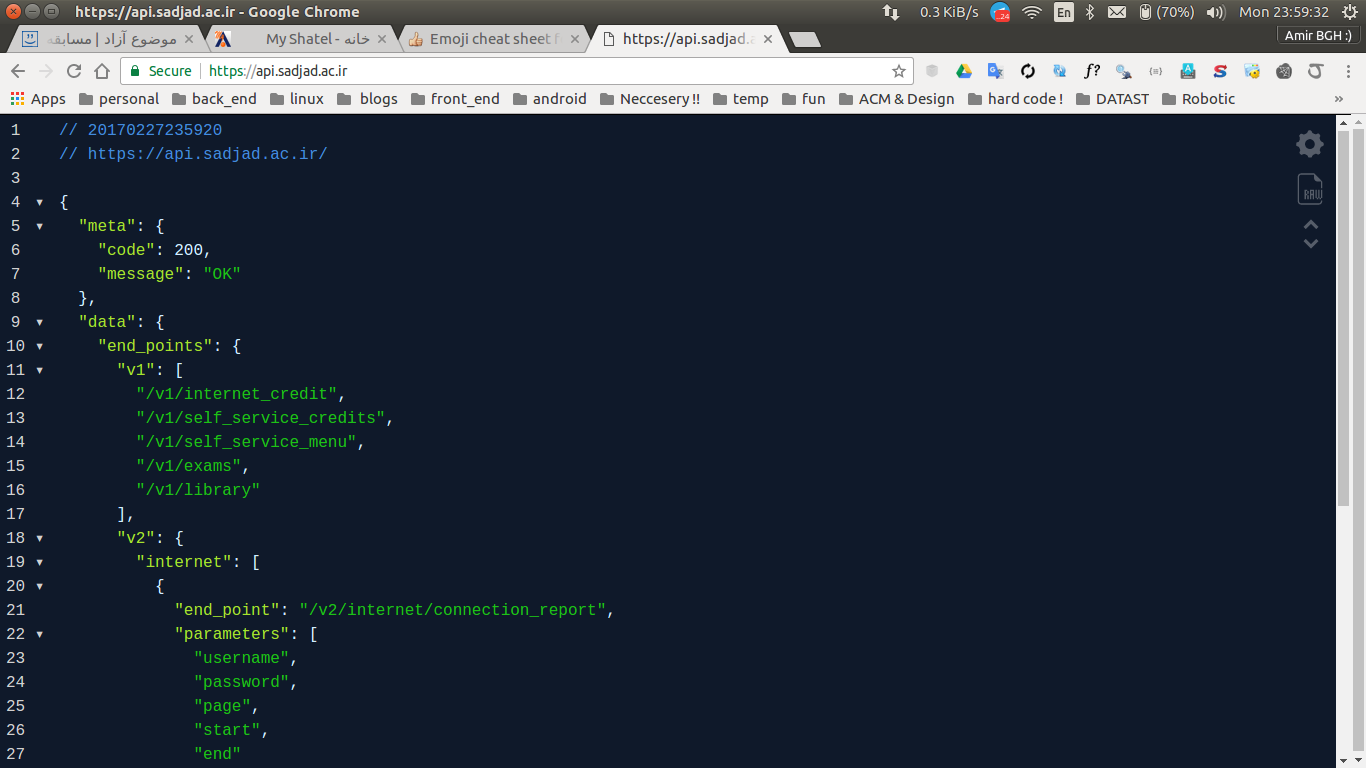 https://api.sadjad.ac.ir - Google Chrome
0.3 KiB/s
24
En
(70%)
Mon 23:59:32
موضوع آزاد | مسابقه
My Shatel - خانه
Emoji cheat sheet f
https://api.sadjad.a
Amir BGH :)
Secure
https://api.sadjad.ac.ir
f?
Apps
personal
back_end
linux
blogs
front_end
android
Neccesery !!
temp
fun
ACM & Design
hard code !
DATAST
Robotic
»
1 // 20170227235920
2 // https://api.sadjad.ac.ir/
3
4 {
5 "meta": {
6 "code": 200,
7 "message": "OK"
8 },
9 "data": {
10 "end_points": {
11 "v1": [
12 "/v1/internet_credit",
13 "/v1/self_service_credits",
14 "/v1/self_service_menu",
15 "/v1/exams",
16 "/v1/library"
17 ],
18 "v2": {
19 "internet": [
20 {
21 "end_point": "/v2/internet/connection_report",
22 "parameters": [
23 "username",
24 "password",
25 "page",
26 "start",
27 "end"
RAW